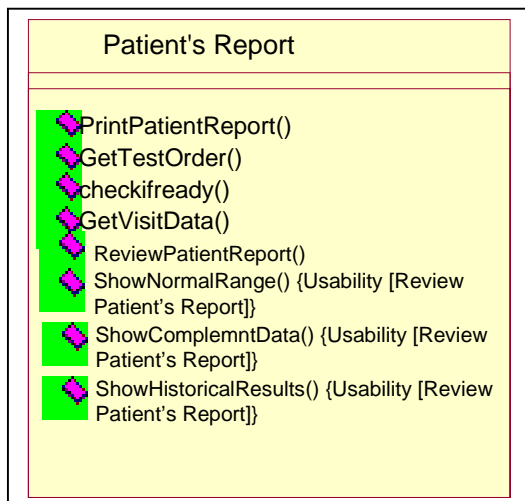 Patient's Report
PrintPatientReport()
GetTestOrder()
checkifready()
GetVisitData()
ReviewPatientReport()
ShowNormalRange() {Usability [Review
Patient's Report]}
ShowComplemntData() {Usability [Review
Patient's Report]}
ShowHistoricalResults() {Usability [Review
Patient's Report]}